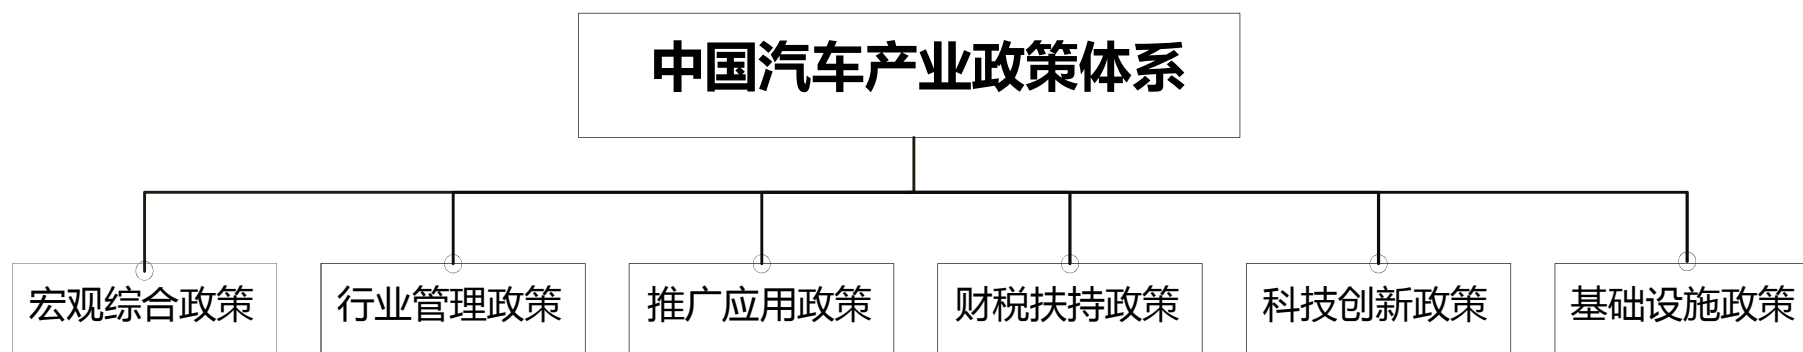 中国汽车产业政策体系
宏观综合政策
行业管理政策
推广应用政策
财税扶持政策
科技创新政策
基础设施政策